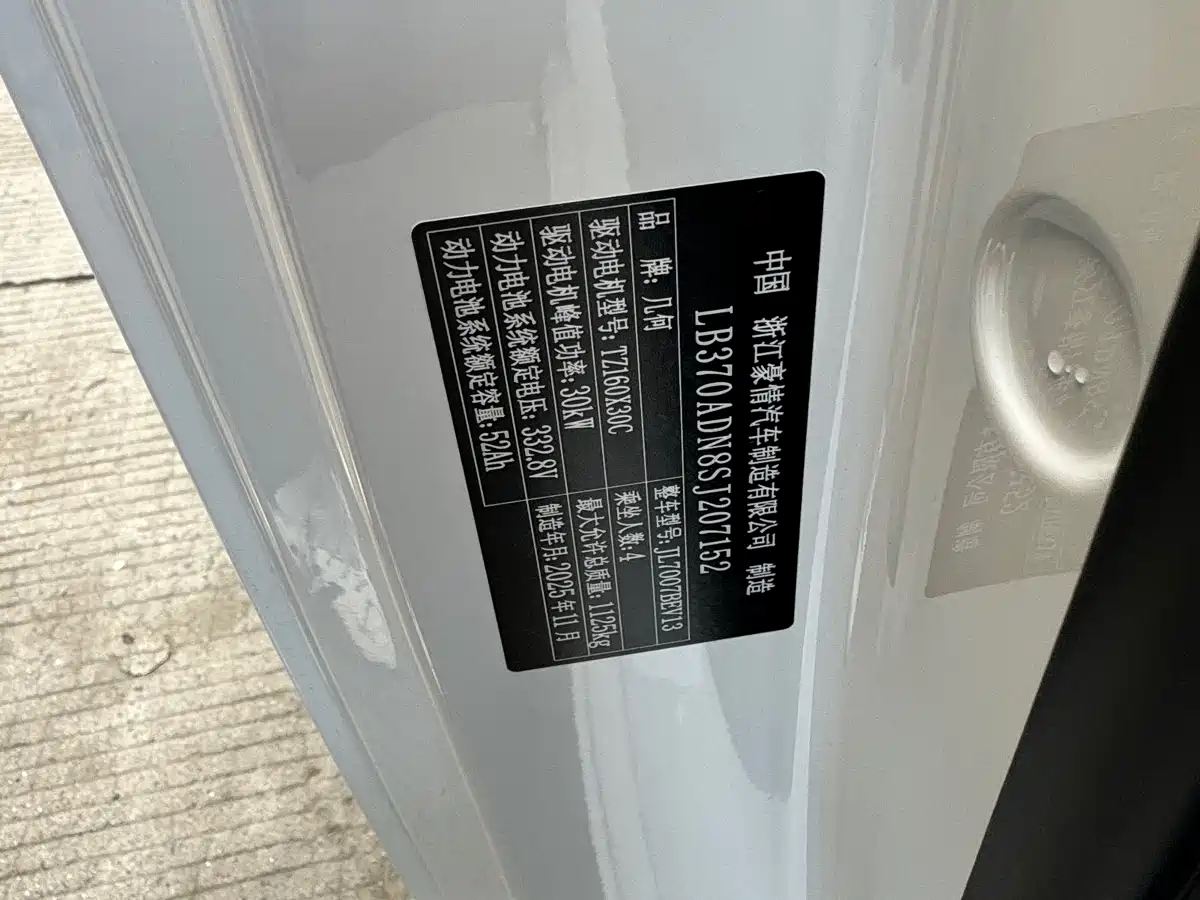 中国 浙江豪情汽车制造有限公司 制造
LB370ADN8SJ207152
品 牌: 几何 整车型号: JL7007BEV13
驱动电机型号: TZ160X30C 乘坐人数:4
驱动电机峰值功率: 30kW 最大允许总质量: 1125kg
动力电池系统额定电压: 332.8V 制造年月: 2025年11月
动力电池系统额定容量:52Ah